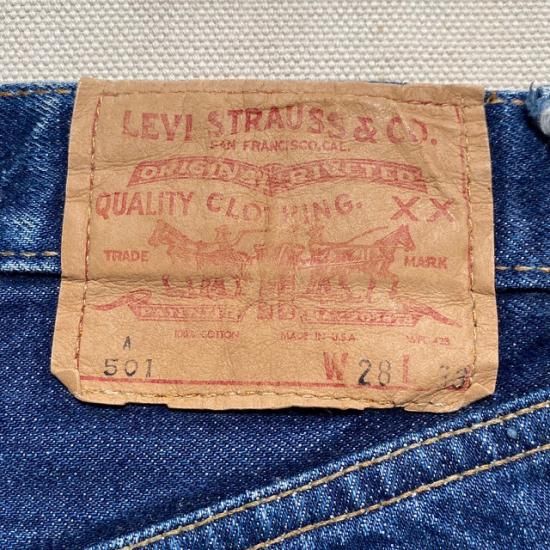 LEVI STRAUSS & CO.
SAN FRANCISCO, CAL.
ORIGINAL RIVETED
QUALITY CLOTHING. XX
TRADE MARK
100% COTTON MADE IN U.S.A.
A
501 W 28 L 33